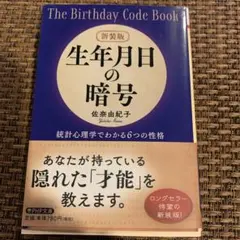 The Birthday Code Book
新装版
生年月日
の
暗号
佐奈由紀子
統計心理学でわかる6つの性格
あなたが持っている
隠れた「才能」を
教えます。
ロングセラー
待望の
新装版!